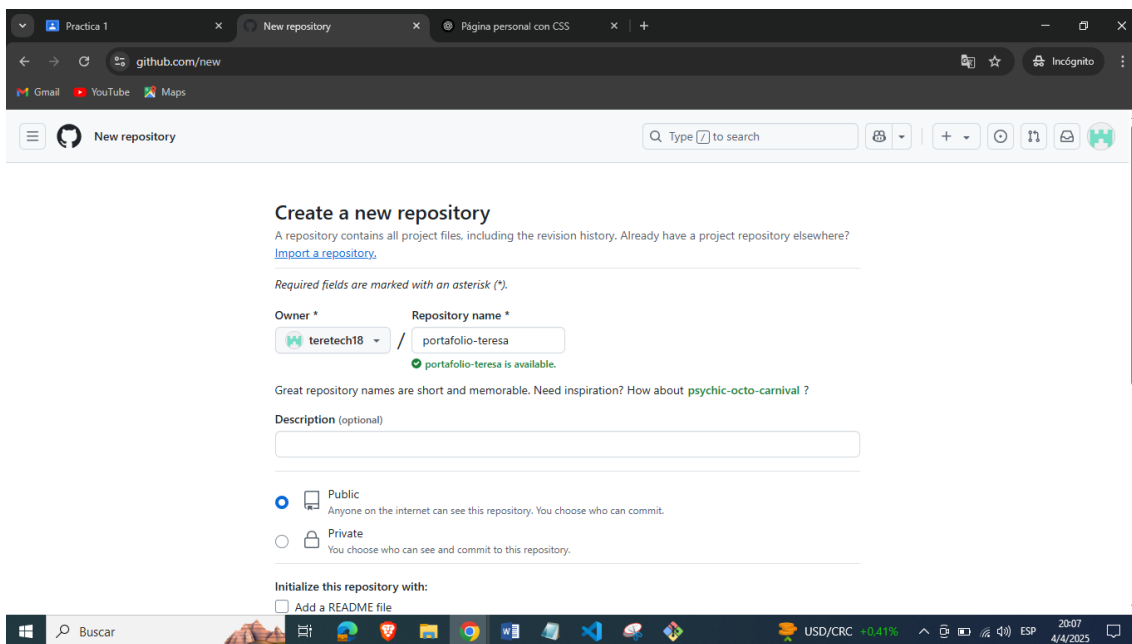 Practica 1
New repository
Página personal con CSS
github.com/new
Incógnito
Gmail
YouTube
Maps
New repository
Type / to search
Create a new repository
A repository contains all project files, including the revision history. Already have a project repository elsewhere?
Import a repository.
Required fields are marked with an asterisk (*).
Owner *
Repository name *
teretech18
/
portafolio-teresa
portafolio-teresa is available.
Great repository names are short and memorable. Need inspiration? How about psychic-octo-carnival ?
Description (optional)
Public
Anyone on the internet can see this repository. You choose who can commit.
Private
You choose who can see and commit to this repository.
Initialize this repository with:
Add a README file
Buscar
USD/CRC +0,41%
ESP
20:07
4/4/2025